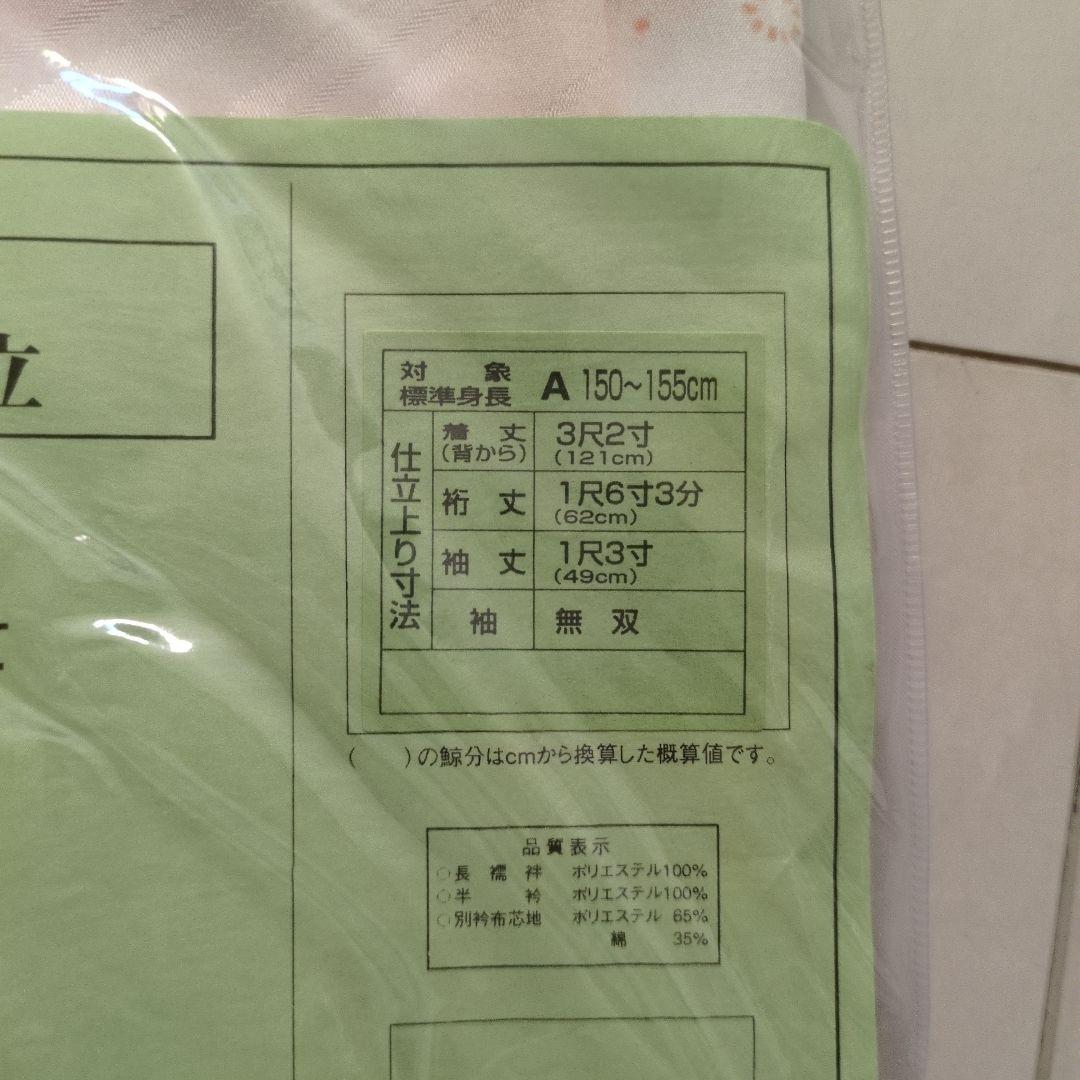 立
対象
標準身長 A 150～155cm
仕立上り寸法
着丈
(背から)
3尺2寸
(121cm)
裄丈
1尺6寸3分
(62cm)
袖丈
1尺3寸
(49cm)
袖 無双
( )の鯨分はcmから換算した概算値です。
品質表示
○長襦袢 ポリエステル100%
○半衿 ポリエステル100%
○別衿布芯地 ポリエステル 65%
綿 35%